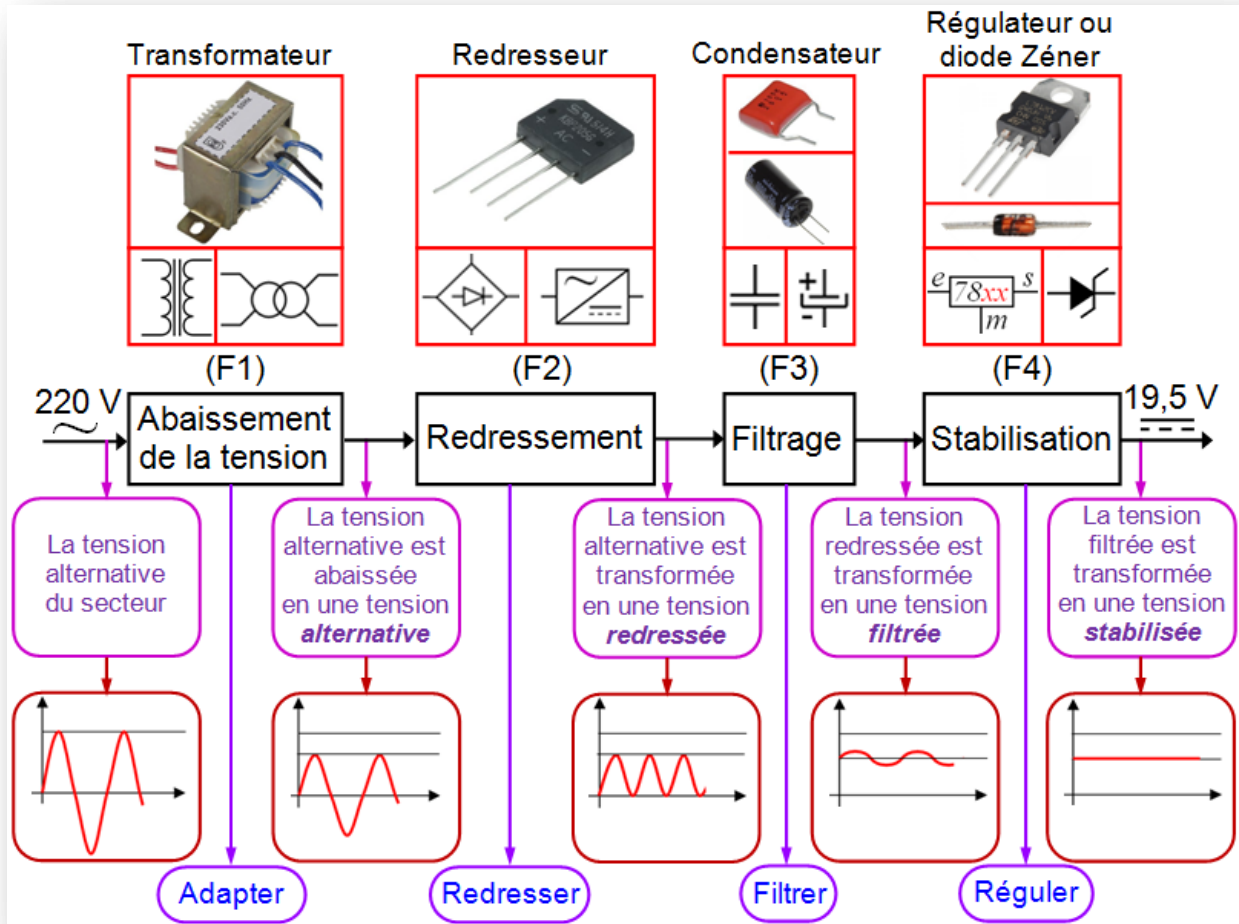 Transformateur
Redresseur
Condensateur
Régulateur ou
diode Zéner
+
AC
-
+
-
e
78xx
s
m
(F1)
(F2)
(F3)
(F4)
220 V
Abaissement
de la tension
Redressement
Filtrage
Stabilisation
19,5 V
La tension
alternative
du secteur
La tension
alternative est
abaissée
en une tension
alternative
La tension
alternative est
transformée
en une tension
redressée
La tension
redressée est
transformée
en une tension
filtrée
La tension
filtrée est
transformée
en une tension
stabilisée
Adapter
Redresser
Filtrer
Réguler